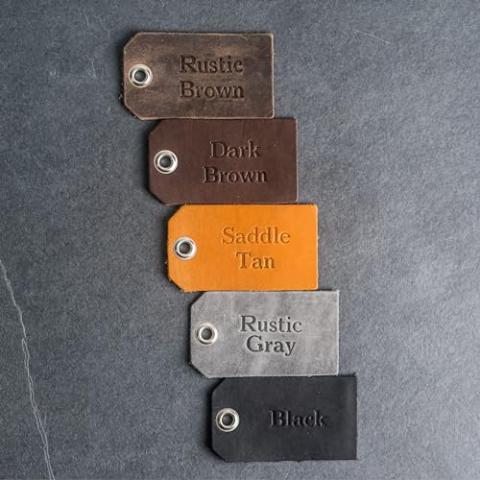 Rustic
Brown
Dark
Brown
Saddle
Tan
Rustic
Gray
Black